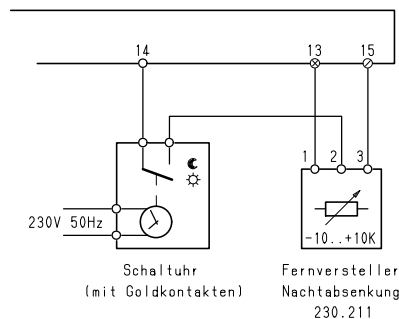 14 13 15
1 2 3
230V 50Hz
-10..+10K
Schaltuhr
(mit Goldkontakten)
Fernversteller
Nachtabsenkung
230.211